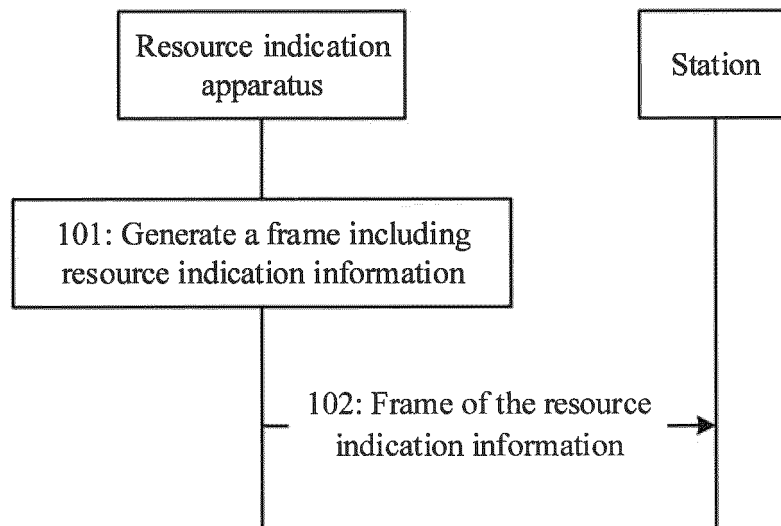 Resource indication
apparatus
Station
101: Generate a frame including
resource indication information
102: Frame of the resource
indication information